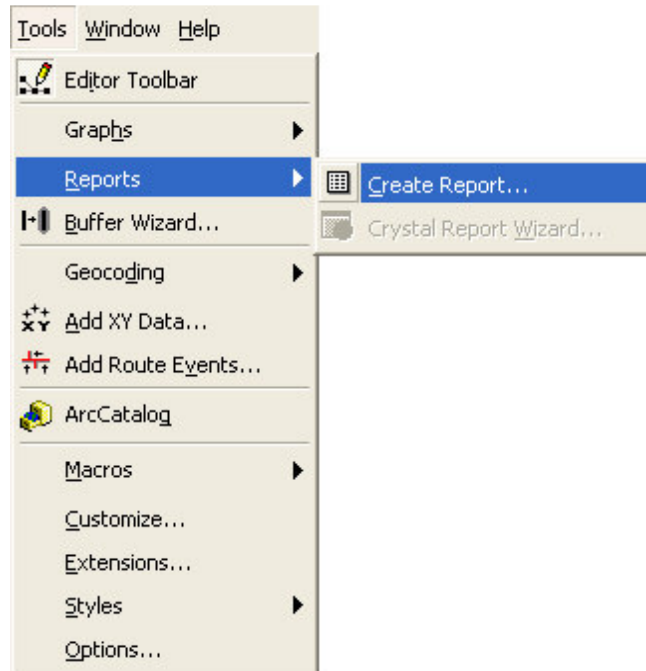 Tools Window Help
Editor Toolbar
Graphs
Reports
Create Report...
Buffer Wizard...
Crystal Report Wizard...
Geocoding
XY Add XY Data...
Add Route Events...
ArcCatalog
Macros
Customize...
Extensions...
Styles
Options...